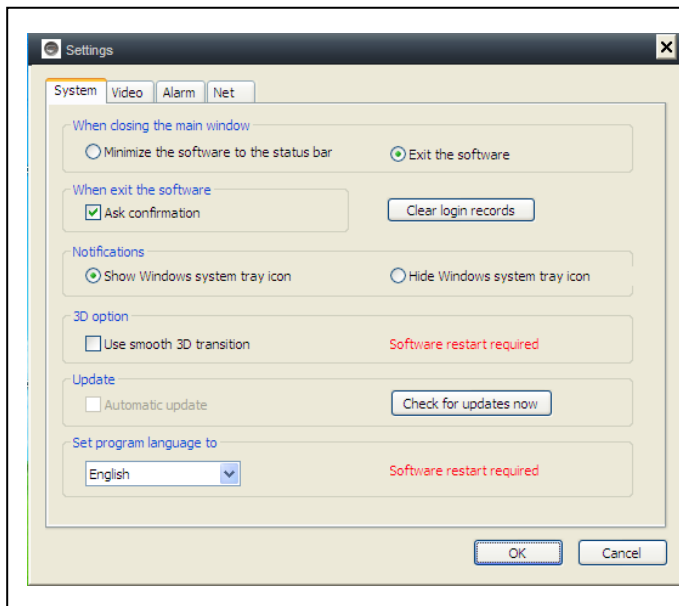 Settings
System Video Alarm Net
When closing the main window
Minimize the software to the status bar Exit the software
When exit the software
Ask confirmation Clear login records
Notifications
Show Windows system tray icon Hide Windows system tray icon
3D option
Use smooth 3D transition Software restart required
Update
Automatic update Check for updates now
Set program language to
English Software restart required
OK Cancel